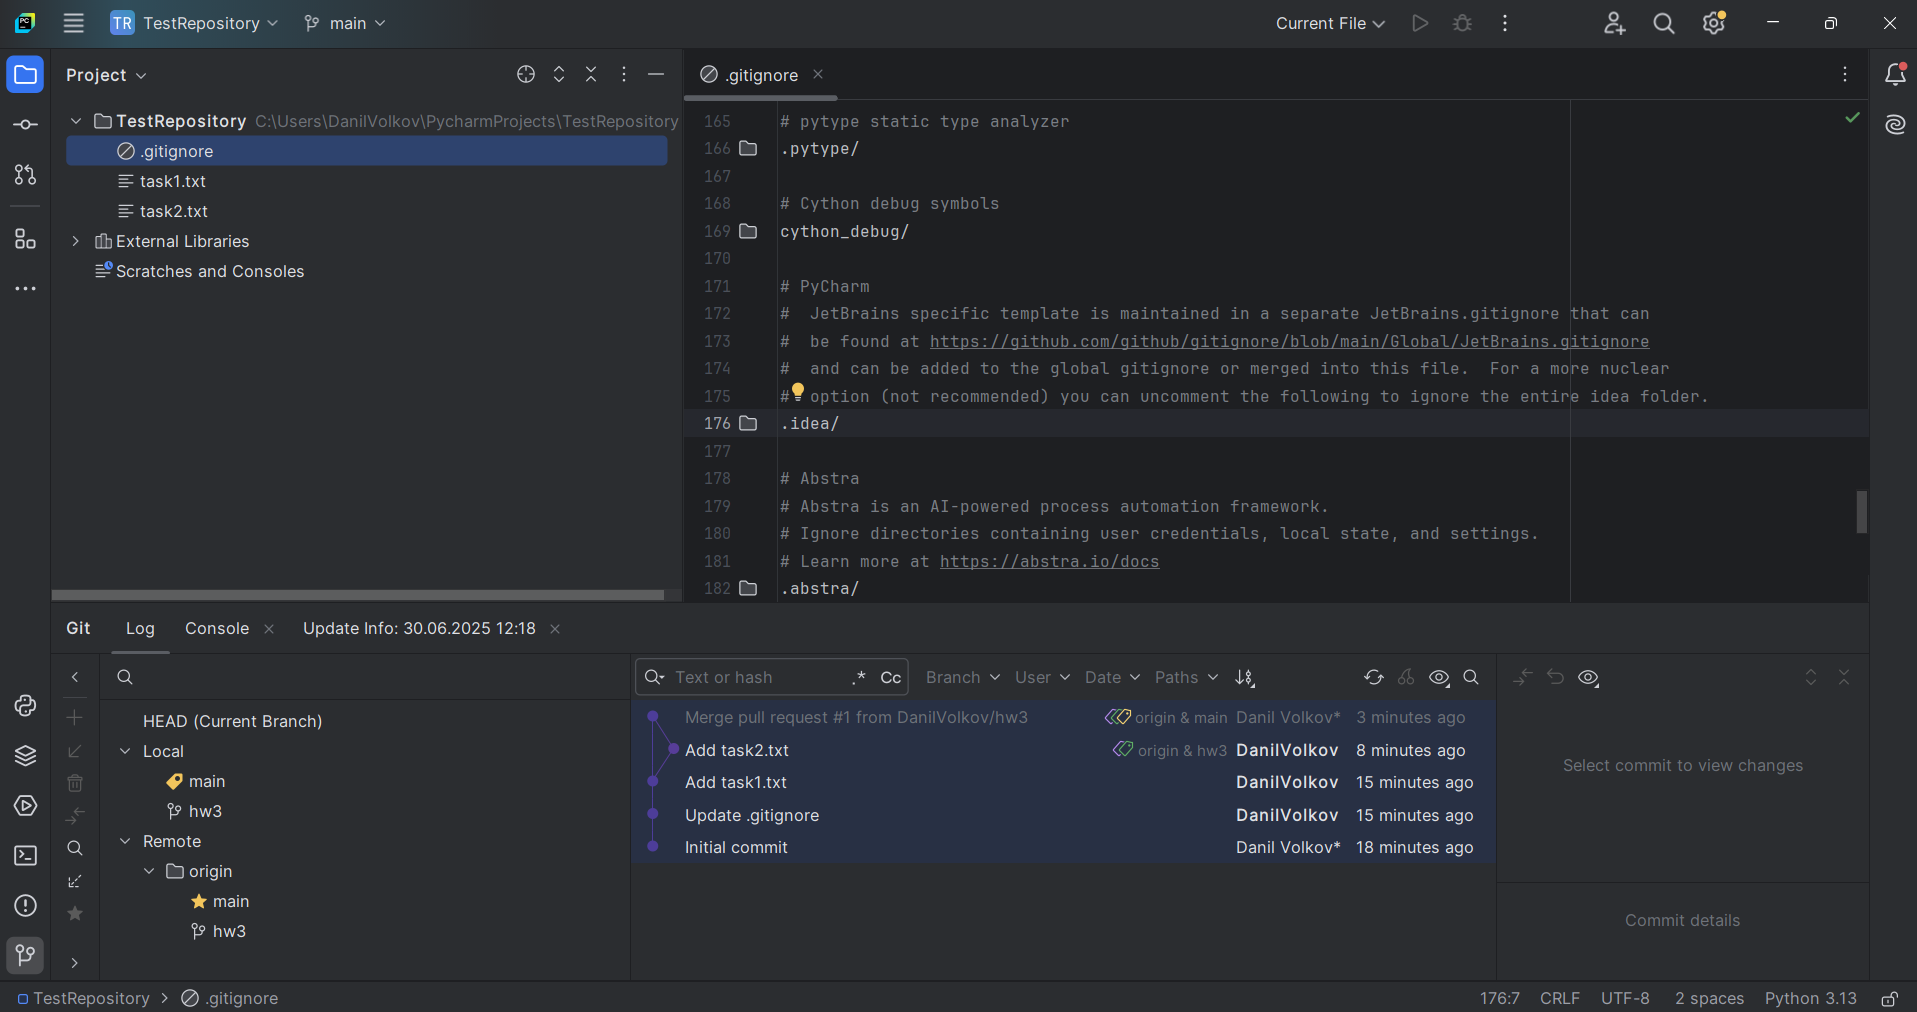 PC
TR TestRepository main Current File
Project
.gitignore
TestRepository C:\Users\DanilVolkov\PycharmProjects\TestRepository
.gitignore
task1.txt
task2.txt
External Libraries
Scratches and Consoles
165 # pytype static type analyzer
166 .pytype/
167
168 # Cython debug symbols
169 cython_debug/
170
171 # PyCharm
172 #  JetBrains specific template is maintained in a separate JetBrains.gitignore that can
173 #  be found at https://github.com/github/gitignore/blob/main/Global/JetBrains.gitignore
174 #  and can be added to the global gitignore or merged into this file.  For a more nuclear
175 # option (not recommended) you can uncomment the following to ignore the entire idea folder.
176 .idea/
177
178 # Abstra
179 # Abstra is an AI-powered process automation framework.
180 # Ignore directories containing user credentials, local state, and settings.
181 # Learn more at https://abstra.io/docs
182 .abstra/
Git Log Console Update Info: 30.06.2025 12:18
HEAD (Current Branch)
Local
main
hw3
Remote
origin
main
hw3
Text or hash .* Cc Branch User Date Paths
Merge pull request #1 from DanilVolkov/hw3 origin & main Danil Volkov* 3 minutes ago
Add task2.txt origin & hw3 DanilVolkov 8 minutes ago
Add task1.txt DanilVolkov 15 minutes ago
Update .gitignore DanilVolkov 15 minutes ago
Initial commit Danil Volkov* 18 minutes ago
Select commit to view changes
Commit details
TestRepository > .gitignore 176:7 CRLF UTF-8 2 spaces Python 3.13